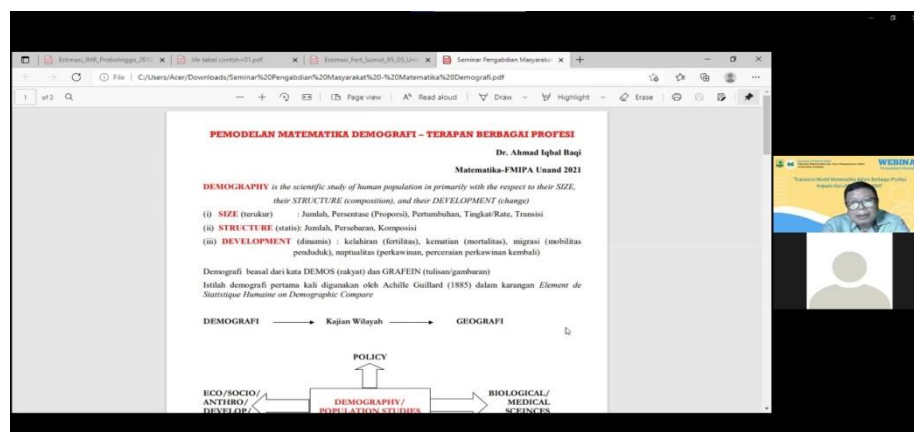 Estimasi_IMR_Probolinggo_201
life tabel contoh=01.pdf
Estimasi_Fert_Sumut_95_05_Uni
Seminar Pengabdian Masyarakat
File | C:/Users/Acer/Downloads/Seminar%20Pengabdian%20Masyarakat%20-%20Matematika%20Demografi.pdf
1 of 2
Page view
Read aloud
Draw
Highlight
Erase
PEMODELAN MATEMATIKA DEMOGRAFI – TERAPAN BERBAGAI PROFESI
Dr. Ahmad Iqbal Baqi
Matematika-FMIPA Unand 2021
DEMOGRAPHY is the scientific study of human population in primarily with the respect to their SIZE,
their STRUCTURE (composition), and their DEVELOPMENT (change)
(i) SIZE (terukur) : Jumlah, Persentase (Proporsi), Pertumbuhan, Tingkat/Rate, Transisi
(ii) STRUCTURE (statis): Jumlah, Persebaran, Komposisi
(iii) DEVELOPMENT (dinamis) : kelahiran (fertilitas), kematian (mortalitas), migrasi (mobilitas
penduduk), nuptualitas (perkawinan, perceraian perkawinan kembali)
Demografi beasal dari kata DEMOS (rakyat) dan GRAFEIN (tulisan/gambaran)
Istilah demografi pertama kali digunakan oleh Achille Guillard (1885) dalam karangan Element de
Statistique Humaine on Demographic Compare
DEMOGRAFI Kajian Wilayah GEOGRAFI
POLICY
ECO/SOCIO/
ANTHRO/
DEVELOP/
DEMOGRAPHY/
POPULATION STUDIES
BIOLOGICAL/
MEDICAL
SCEINCES
WEBINA